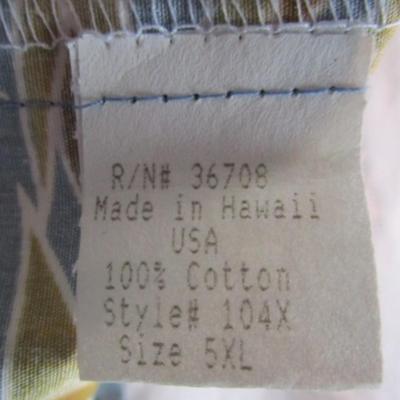 R/N# 36708
Made in Hawaii
USA
100% Cotton
Style# 104X
Size 5XL